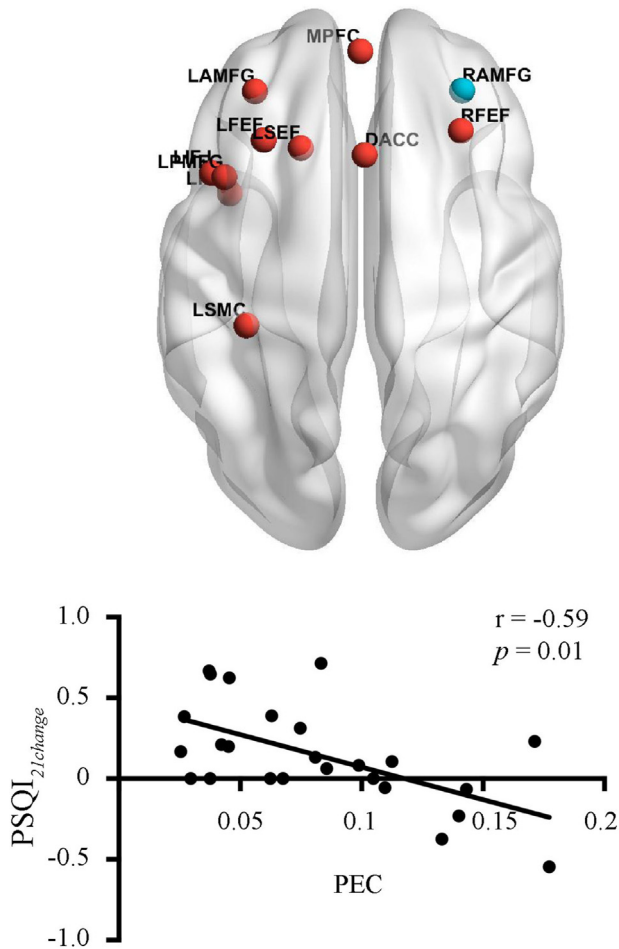 MPFC
LAMFG
RAMFG
RFEF
LFEF
LSEF
DACC
LPMFG
LSMC
1.0
r = -0.59
p = 0.01
0.5
0
0.05
0.1
0.15
0.2
-0.5
-1.0
PEC
PSQI21change